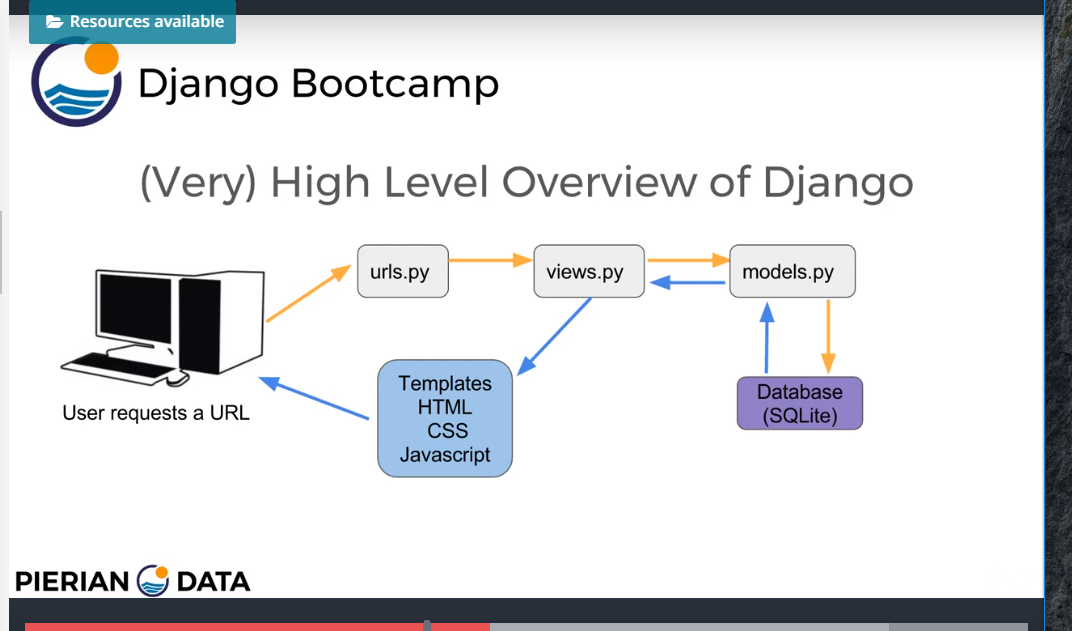 Resources available
Django Bootcamp
(Very) High Level Overview of Django
urls.py
views.py
models.py
User requests a URL
Templates
HTML
CSS
Javascript
Database
(SQLite)
PIERIAN DATA